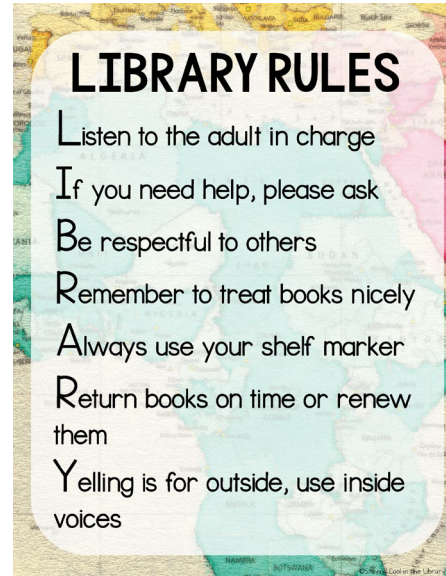 LIBRARY RULES
Listen to the adult in charge
If you need help, please ask
Be respectful to others
Remember to treat books nicely
Always use your shelf marker
Return books on time or renew
them
Yelling is for outside, use inside
voices
NAMIBIA BOTSWANA